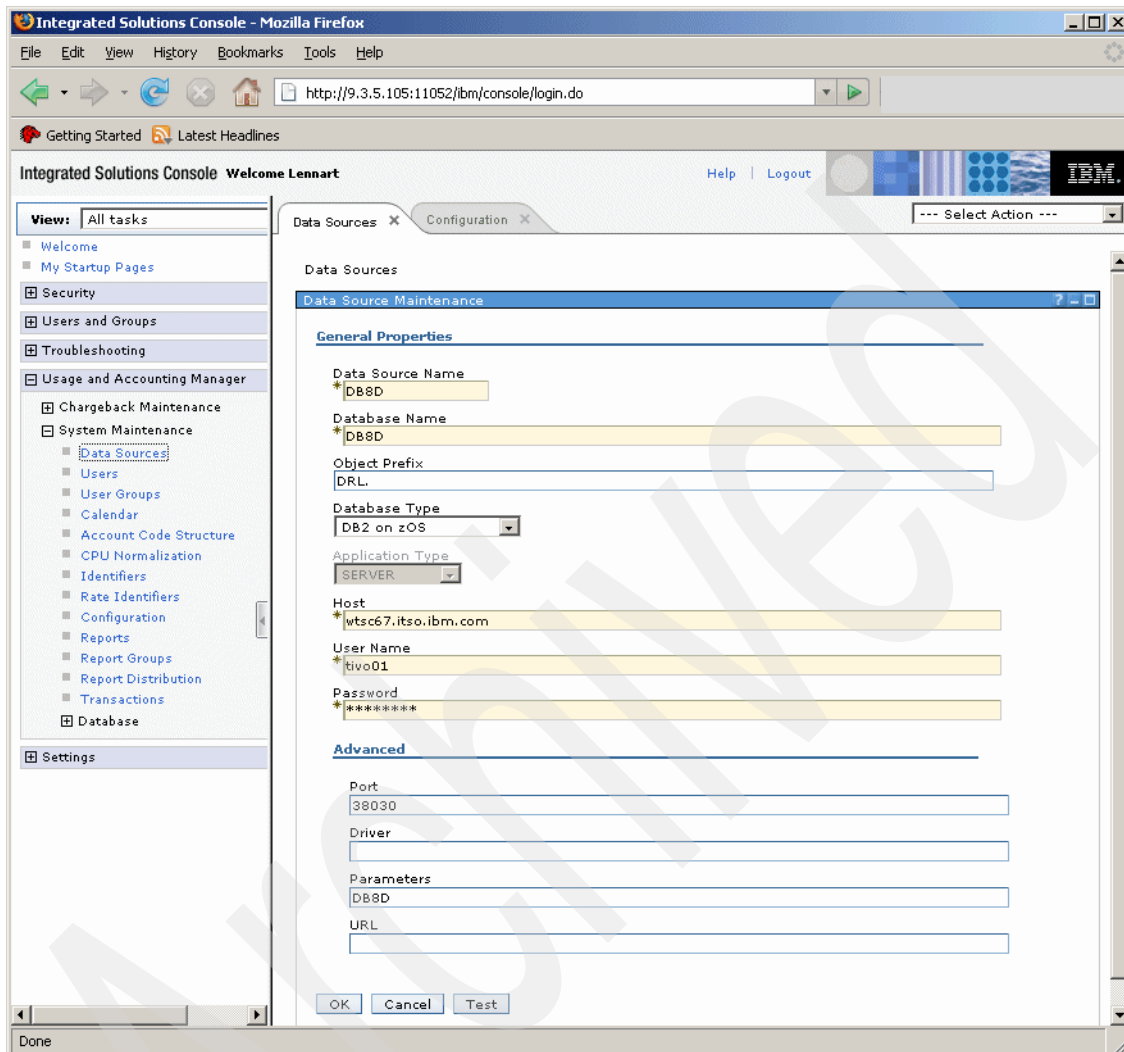 Integrated Solutions Console - Mozilla Firefox
File Edit View History Bookmarks Tools Help
http://9.3.5.105:11052/ibm/console/login.do
Getting Started Latest Headlines
Integrated Solutions Console Welcome Lennart
Help | Logout
IBM.
View: All tasks
Welcome
My Startup Pages
Security
Users and Groups
Troubleshooting
Usage and Accounting Manager
Chargeback Maintenance
System Maintenance
Data Sources
Users
User Groups
Calendar
Account Code Structure
CPU Normalization
Identifiers
Rate Identifiers
Configuration
Reports
Report Groups
Report Distribution
Transactions
Database
Settings
Data Sources
Configuration
--- Select Action ---
Data Sources
Data Source Maintenance
General Properties
Data Source Name
*DB8D
Database Name
*DB8D
Object Prefix
DRL.
Database Type
DB2 on zOS
Application Type
SERVER
Host
*wtsc67.itso.ibm.com
User Name
*tivo01
Password
*********
Advanced
Port
38030
Driver
Parameters
DB8D
URL
OK Cancel Test
Done
Archived